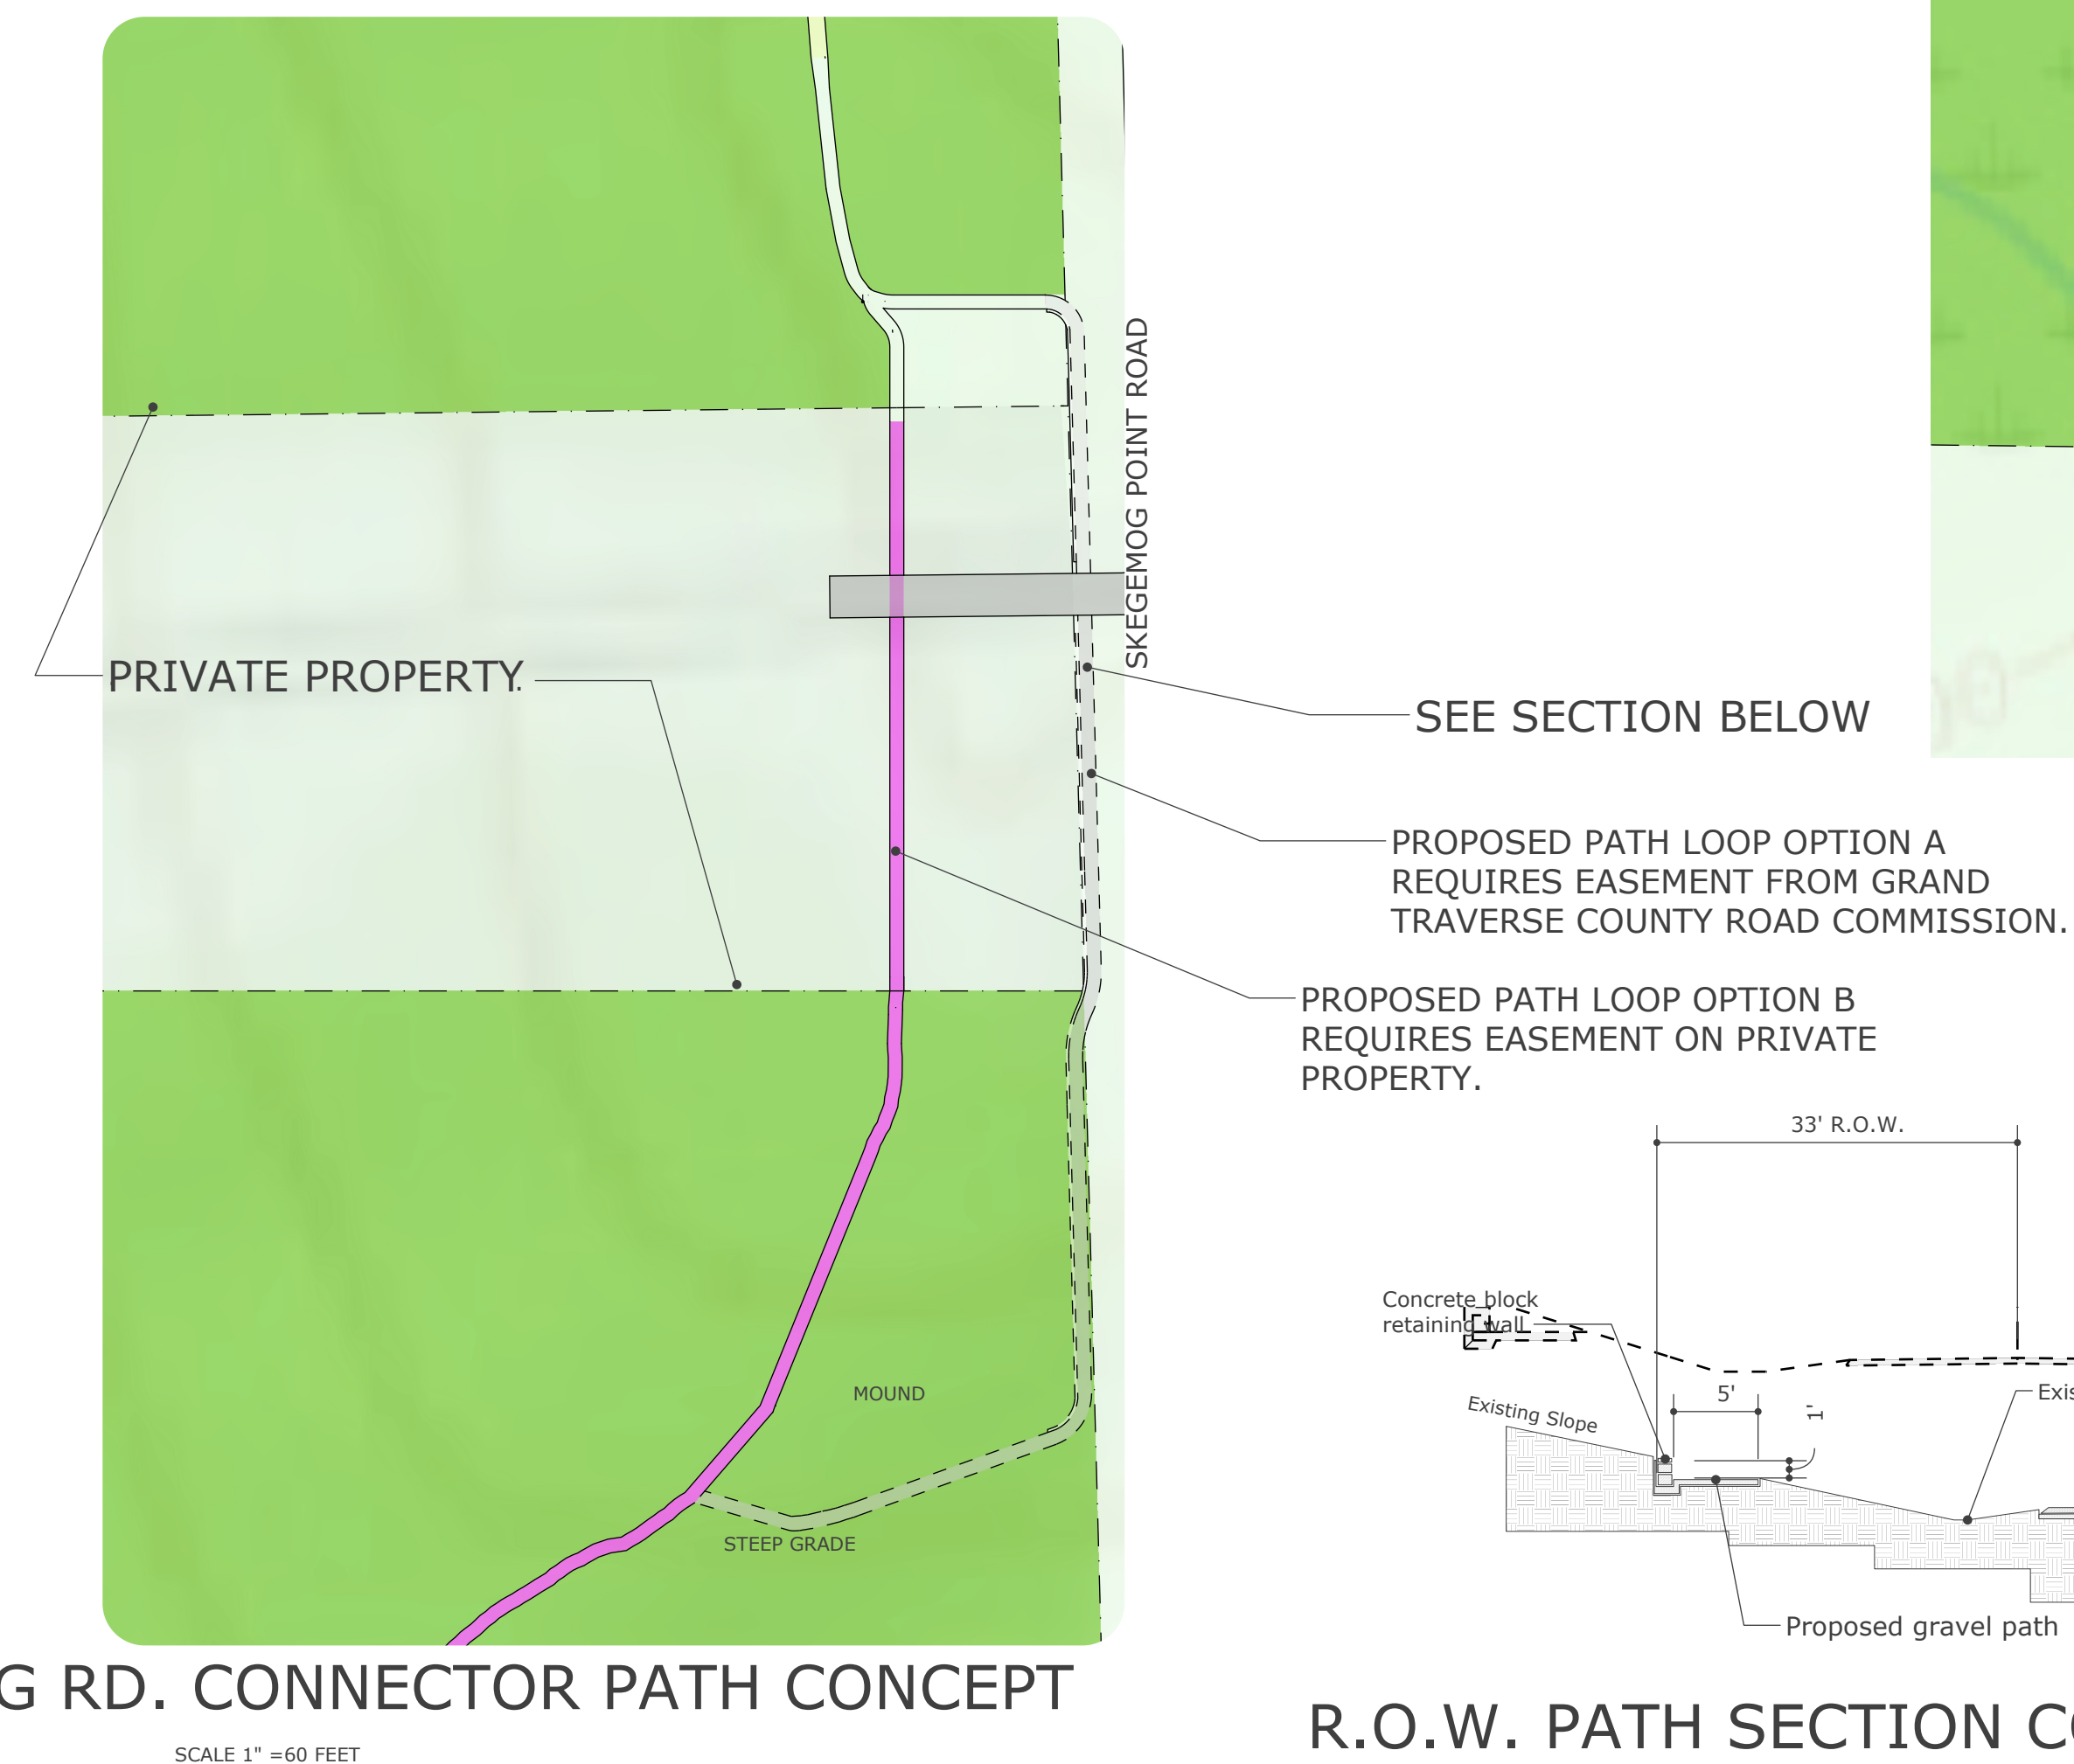 SKEGEMOG POINT ROAD
PRIVATE PROPERTY.
SEE SECTION BELOW
PROPOSED PATH LOOP OPTION A
REQUIRES EASEMENT FROM GRAND
TRAVERSE COUNTY ROAD COMMISSION.
PROPOSED PATH LOOP OPTION B
REQUIRES EASEMENT ON PRIVATE
PROPERTY.
33' R.O.W.
Concrete block
retaining wall
5'
1'
Existing Slope
Exis
MOUND
STEEP GRADE
Proposed gravel path
G RD. CONNECTOR PATH CONCEPT
R.O.W. PATH SECTION CO
SCALE 1" =60 FEET